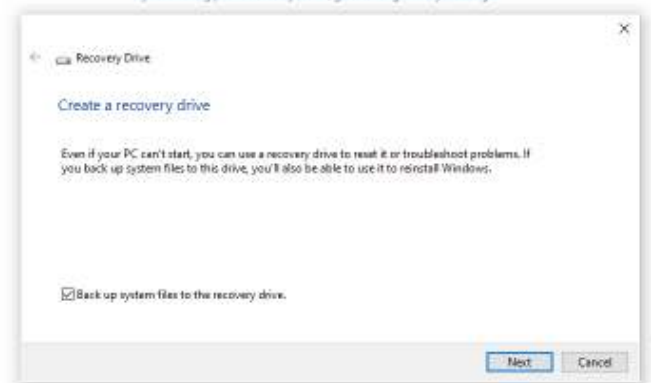 Recovery Drive
Create a recovery drive
Even if your PC can't start, you can use a recovery drive to reset it or troubleshoot problems. If
you back up system files to this drive, you'll also be able to use it to reinstall Windows.
Back up system files to the recovery drive.
Next Cancel